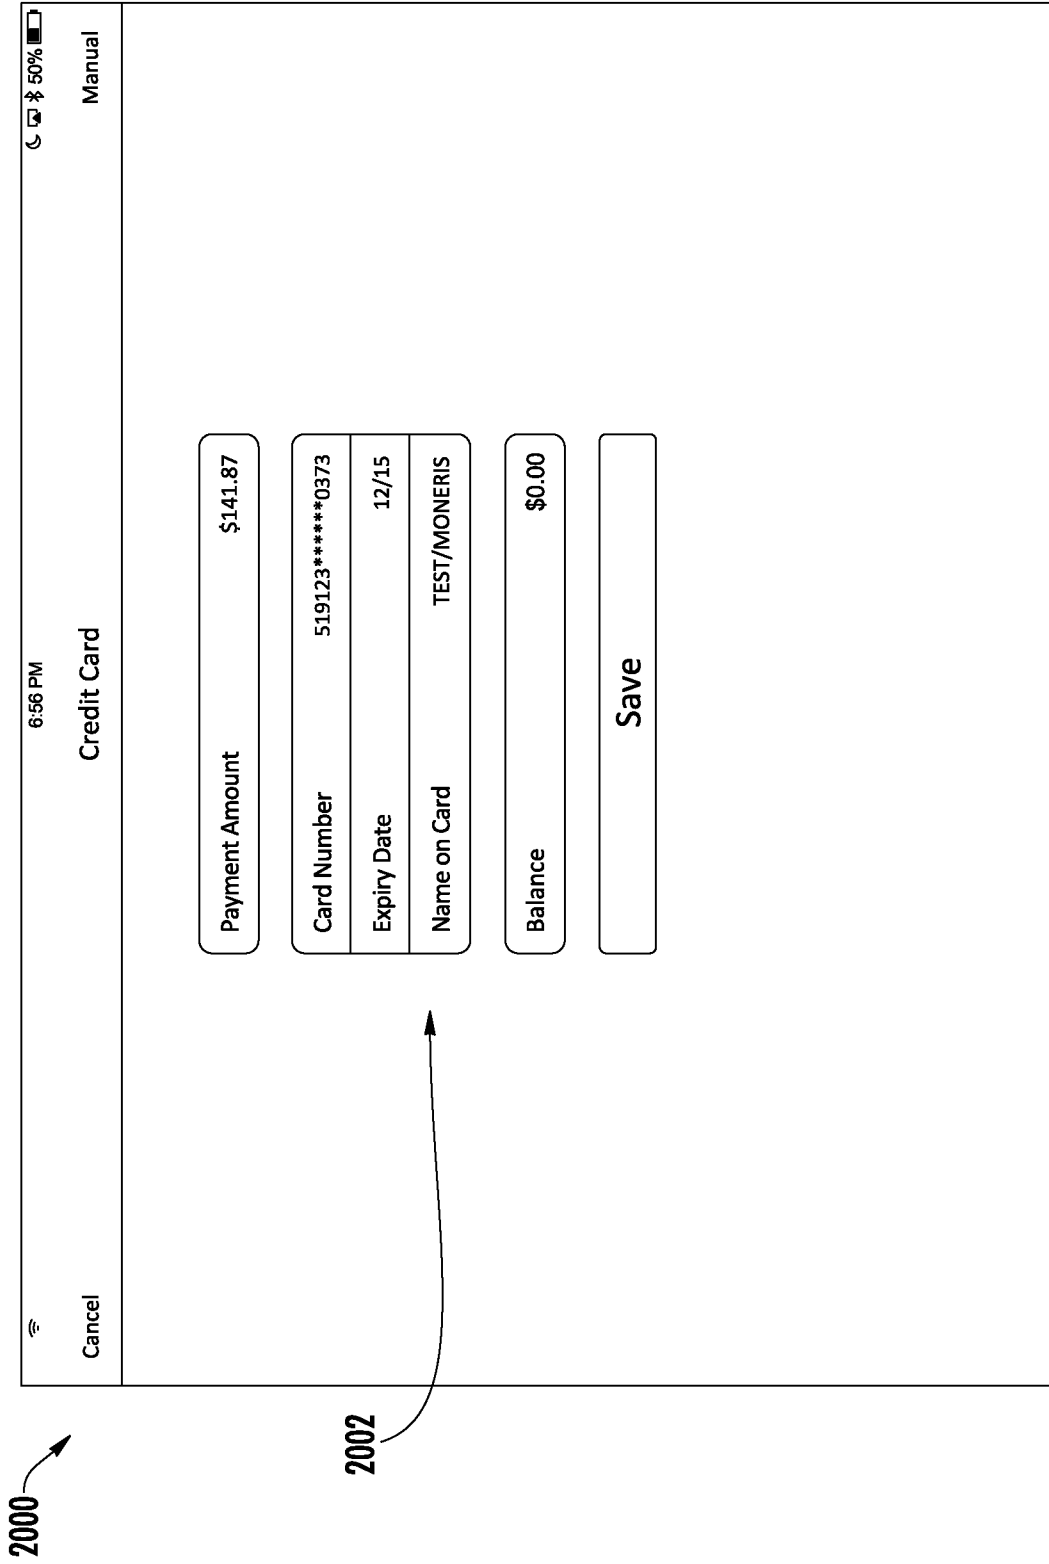 2000
6:56 PM
50%
Cancel
Credit Card
Manual
Payment Amount $141.87
Card Number 519123******0373
Expiry Date 12/15
Name on Card TEST/MONERIS
2002
Balance $0.00
Save